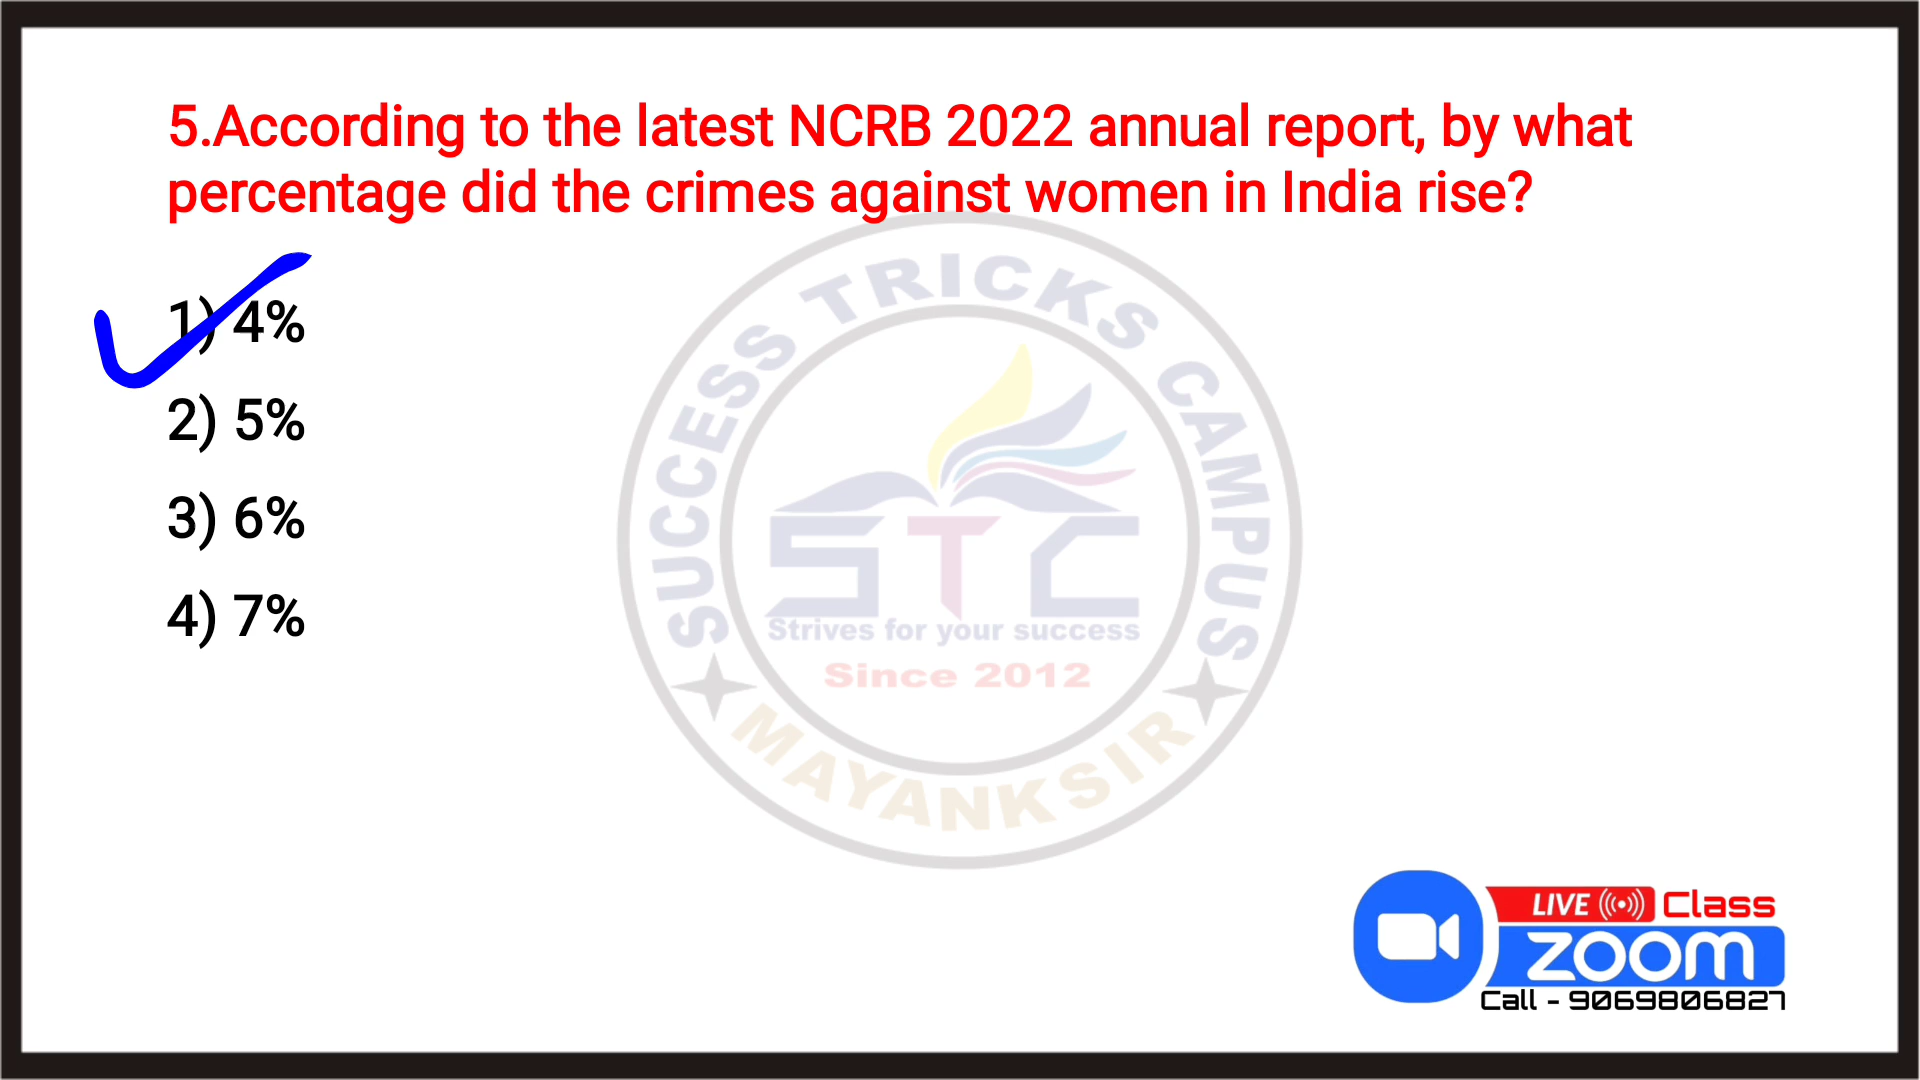 5.According to the latest NCRB 2022 annual report, by what
percentage did the crimes against women in India rise?
1) 4%
2) 5%
3) 6%
4) 7%
SUCCESS TRICKS CAMPUS
STC
Strives for your success
Since 2012
MAYANKSIR
LIVE Class
zoom
Call - 9069806827